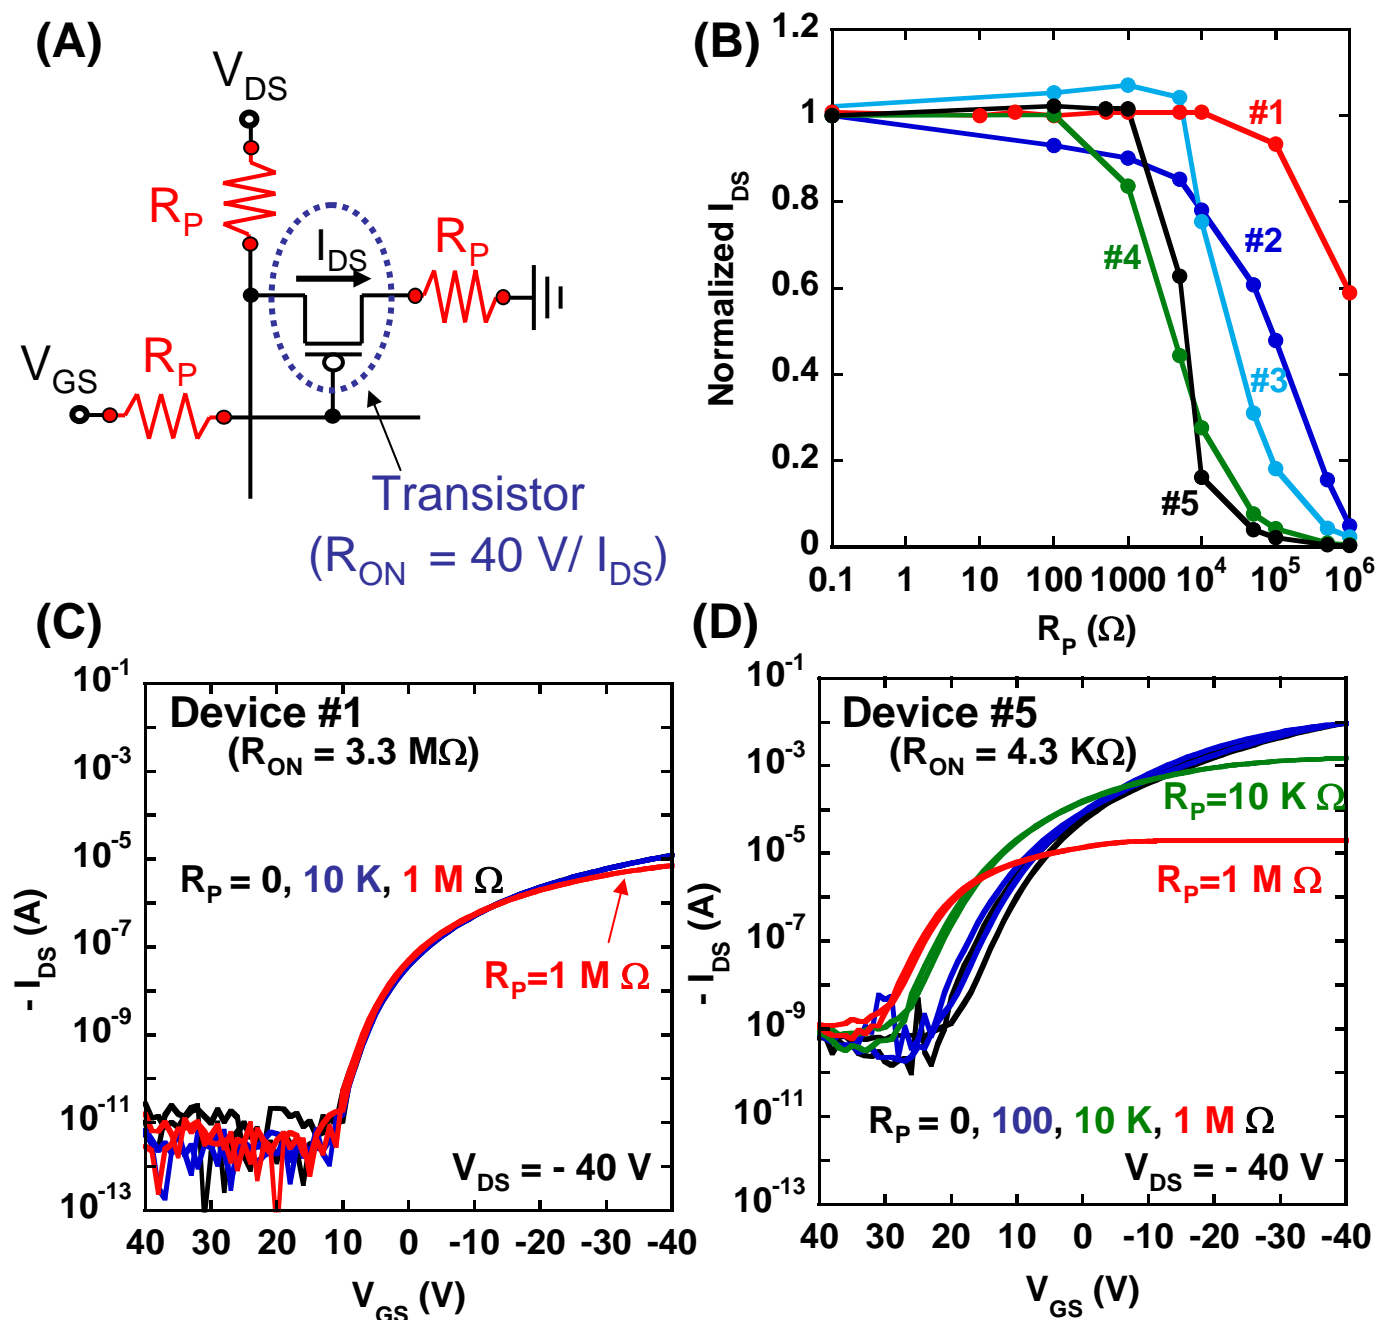 (A)
V_DS
R_P
I_DS
R_P
V_GS
R_P
Transistor
(R_ON = 40 V/ I_DS)
(B)
Normalized I_DS
1.2
1
0.8
0.6
0.4
0.2
0
#1
#2
#4
#3
#5
0.1 1 10 100 1000 10^4 10^5 10^6
R_P (Ω)
(C)
- I_DS (A)
10^-1
10^-3
10^-5
10^-7
10^-9
10^-11
10^-13
Device #1
(R_ON = 3.3 MΩ)
R_P = 0, 10 K, 1 M Ω
R_P=1 M Ω
V_DS = - 40 V
40 30 20 10 0 -10 -20 -30 -40
V_GS (V)
(D)
- I_DS (A)
10^-1
10^-3
10^-5
10^-7
10^-9
10^-11
10^-13
Device #5
(R_ON = 4.3 KΩ)
R_P=10 K Ω
R_P=1 M Ω
R_P = 0, 100, 10 K, 1 M Ω
V_DS = - 40 V
40 30 20 10 0 -10 -20 -30 -40
V_GS (V)